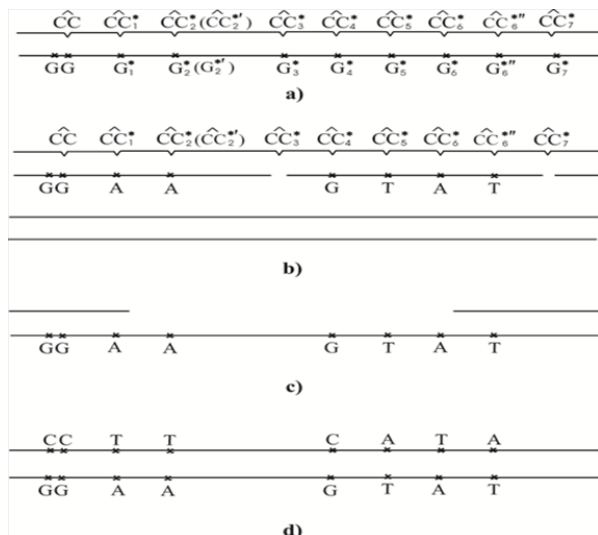 ĈC ĈC₁* ĈC₂*(ĈC₂*') ĈC₃* ĈC₄* ĈC₅* ĈC₆* ĈC₆*'' ĈC₇*
GG G₁* G₂*(G₂*') G₃* G₄* G₅* G₆* G₆*'' G₇*
a)
ĈC ĈC₁* ĈC₂*(ĈC₂*') ĈC₃* ĈC₄* ĈC₅* ĈC₆* ĈC₆*'' ĈC₇*
GG A A G T A T
b)
GG A A G T A T
c)
CC T T C A T A
GG A A G T A T
d)